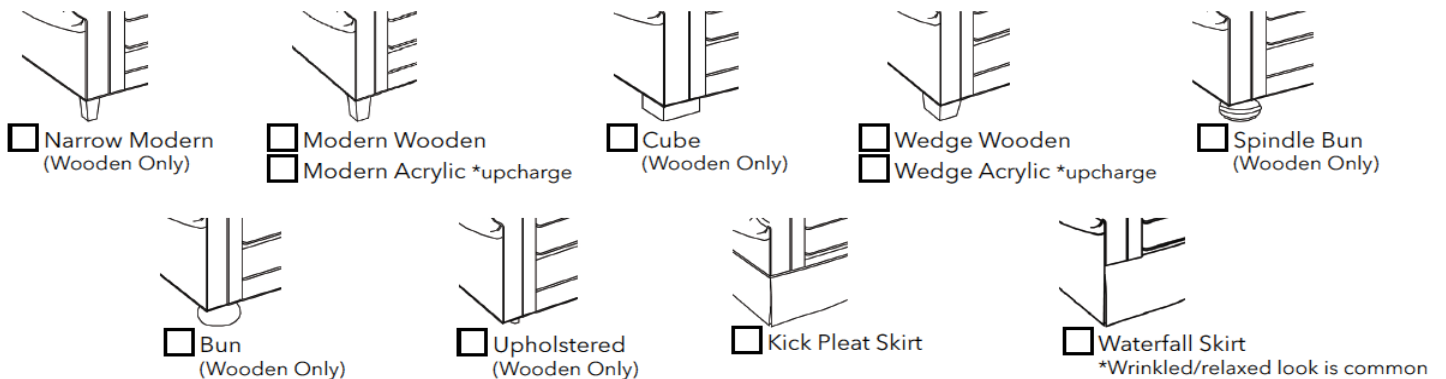 Narrow Modern
(Wooden Only)
Modern Wooden
Modern Acrylic *upcharge
Cube
(Wooden Only)
Wedge Wooden
Wedge Acrylic *upcharge
Spindle Bun
(Wooden Only)
Bun
(Wooden Only)
Upholstered
(Wooden Only)
Kick Pleat Skirt
Waterfall Skirt
*Wrinkled/relaxed look is common